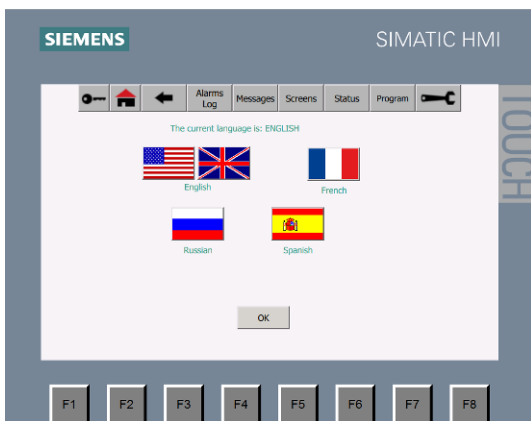 SIEMENS
SIMATIC HMI
Alarms
Log
Messages
Screens
Status
Program
TOUCH
The current language is: ENGLISH
English
French
Russian
Spanish
OK
F1
F2
F3
F4
F5
F6
F7
F8